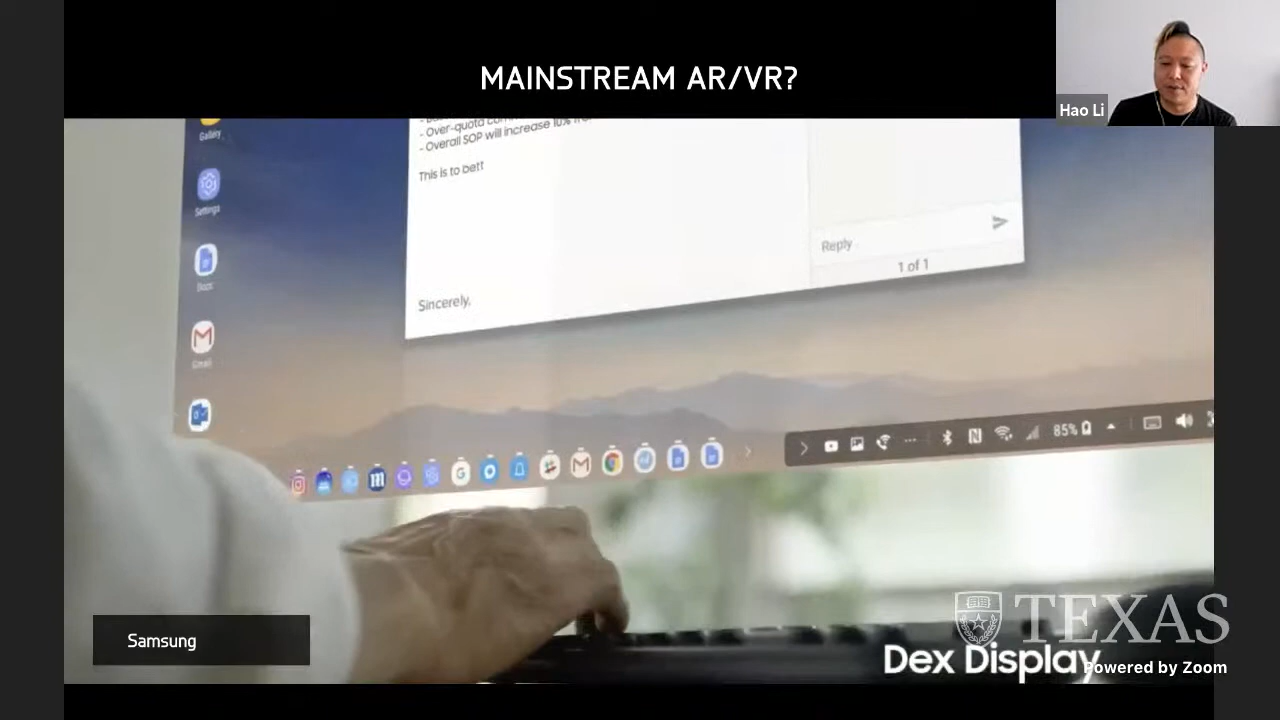 MAINSTREAM AR/VR?
Hao Li
Gallery
- Over-quota
- Overall SOP will increase 10%
This is to bett
Settings
Reply
1 of 1
Docs
Sincerely,
Gmail
85%
Samsung
TEXAS
Dex Display
Powered by Zoom